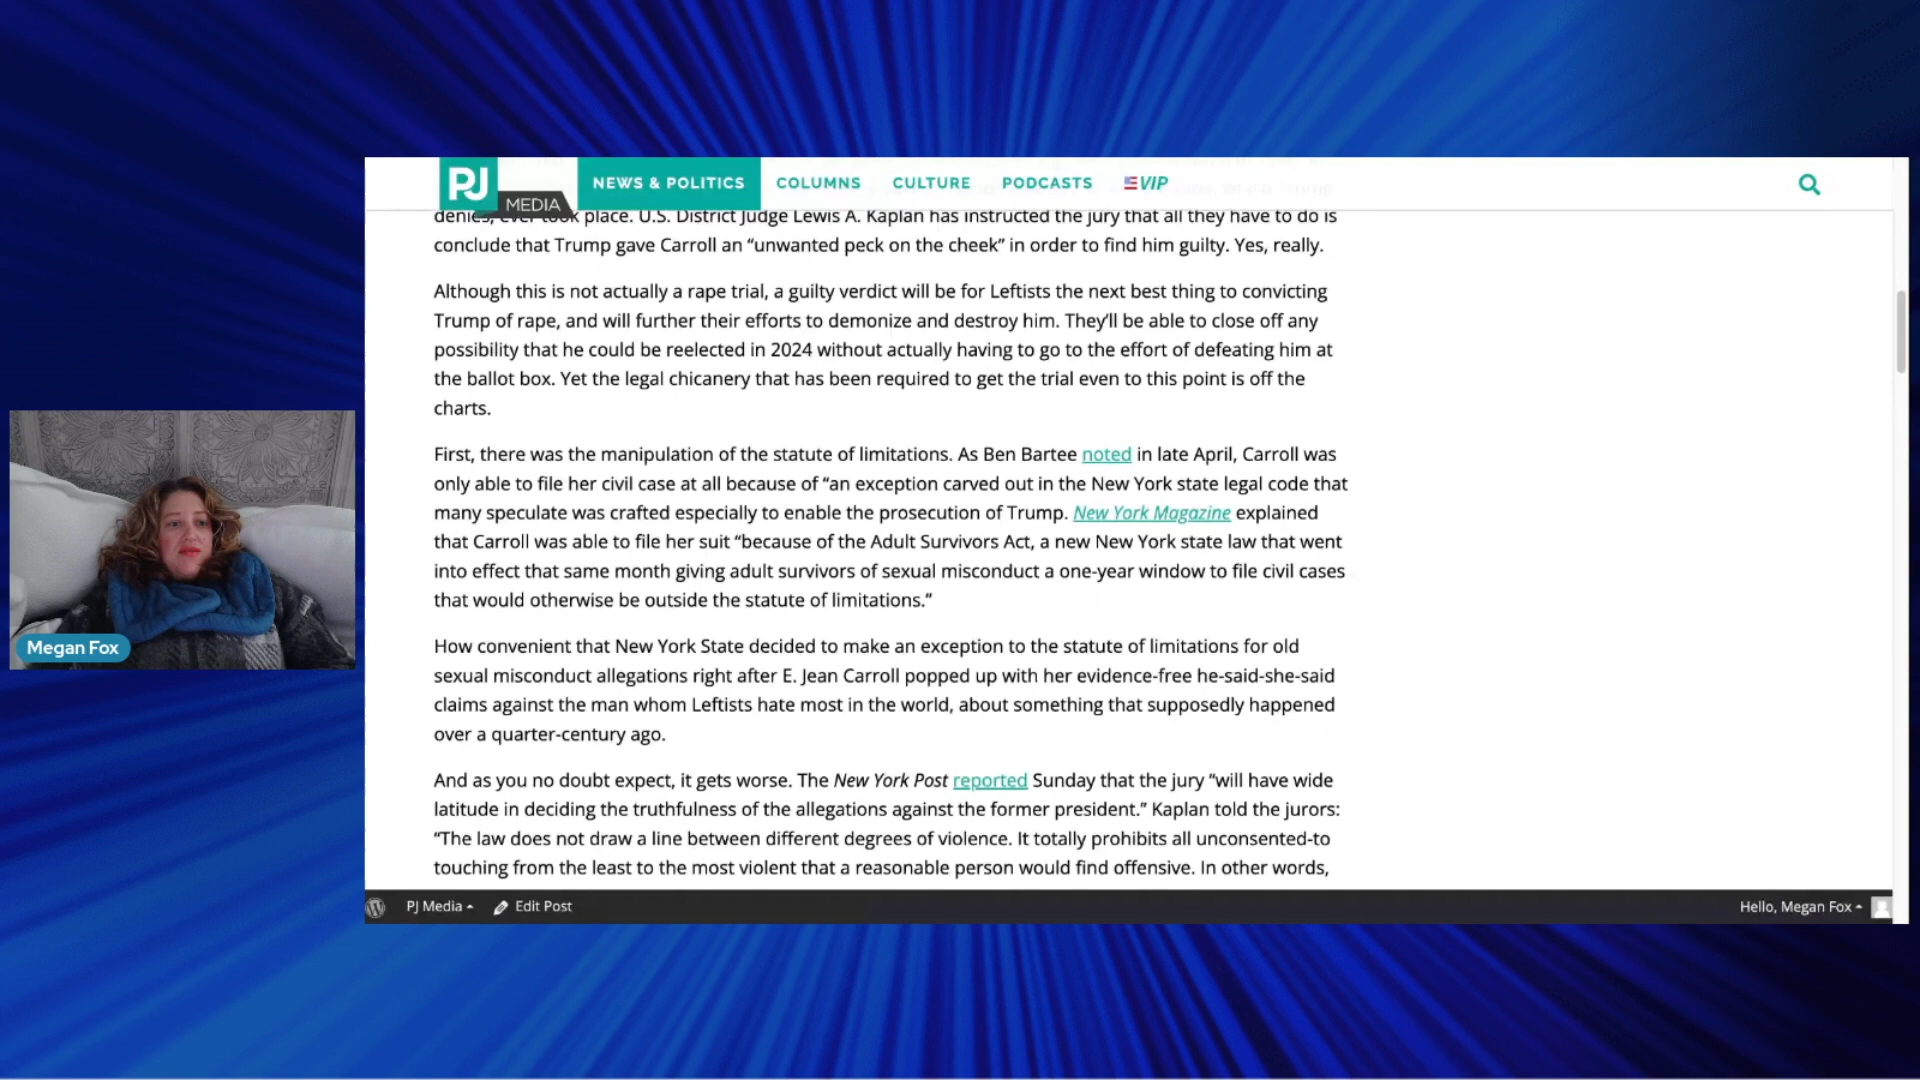 PJ
MEDIA
NEWS & POLITICS
COLUMNS
CULTURE
PODCASTS
VIP
denies, ever took place. U.S. District Judge Lewis A. Kaplan has instructed the jury that all they have to do is
conclude that Trump gave Carroll an “unwanted peck on the cheek” in order to find him guilty. Yes, really.
Although this is not actually a rape trial, a guilty verdict will be for Leftists the next best thing to convicting
Trump of rape, and will further their efforts to demonize and destroy him. They’ll be able to close off any
possibility that he could be reelected in 2024 without actually having to go to the effort of defeating him at
the ballot box. Yet the legal chicanery that has been required to get the trial even to this point is off the
charts.
First, there was the manipulation of the statute of limitations. As Ben Bartee noted in late April, Carroll was
only able to file her civil case at all because of “an exception carved out in the New York state legal code that
many speculate was crafted especially to enable the prosecution of Trump. New York Magazine explained
that Carroll was able to file her suit “because of the Adult Survivors Act, a new New York state law that went
into effect that same month giving adult survivors of sexual misconduct a one-year window to file civil cases
that would otherwise be outside the statute of limitations.”
How convenient that New York State decided to make an exception to the statute of limitations for old
sexual misconduct allegations right after E. Jean Carroll popped up with her evidence-free he-said-she-said
claims against the man whom Leftists hate most in the world, about something that supposedly happened
over a quarter-century ago.
And as you no doubt expect, it gets worse. The New York Post reported Sunday that the jury “will have wide
latitude in deciding the truthfulness of the allegations against the former president.” Kaplan told the jurors:
“The law does not draw a line between different degrees of violence. It totally prohibits all unconsented-to
touching from the least to the most violent that a reasonable person would find offensive. In other words,
Megan Fox
PJ Media
Edit Post
Hello, Megan Fox